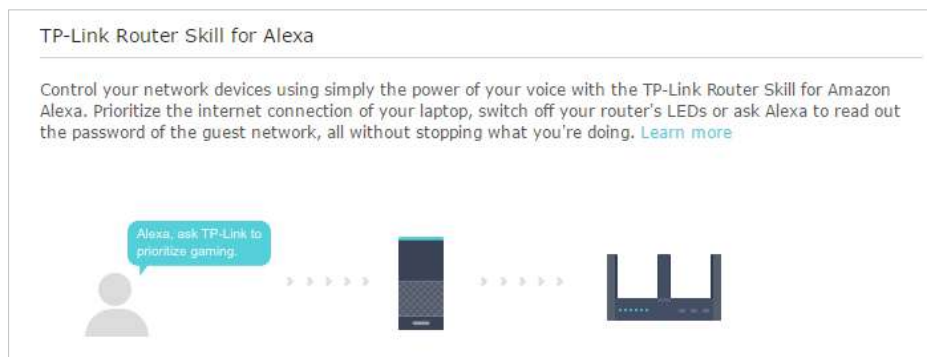 TP-Link Router Skill for Alexa
Control your network devices using simply the power of your voice with the TP-Link Router Skill for Amazon
Alexa. Prioritize the internet connection of your laptop, switch off your router's LEDs or ask Alexa to read out
the password of the guest network, all without stopping what you're doing. Learn more
Alexa, ask TP-Link to
prioritize gaming.